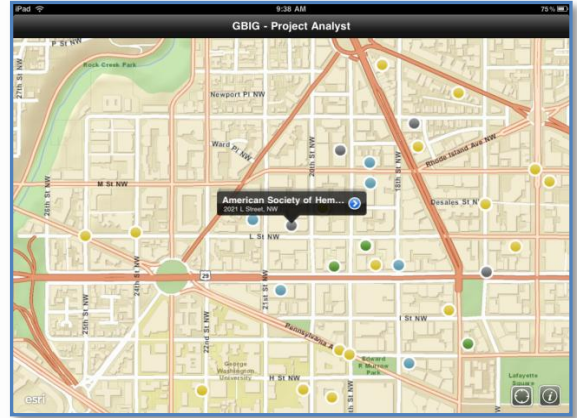 iPad
9:38 AM
75%
GBIG - Project Analyst
P St NW
27th St NW
Rock Creek Park
Newport Pl NW
Ward Pl NW
20th St NW
18th St NW
Rhode Island Ave NW
M St NW
26th St NW
American Society of Hem...
2021 L Street, NW
Desales St N
L St NW
24th St NW
29
21st St NW
25th St NW
22nd St NW
Pennsylvania A
I St NW
George
Washington
University
H St NW
Edward
R Murrow
Park
Lafayette
Square
esri